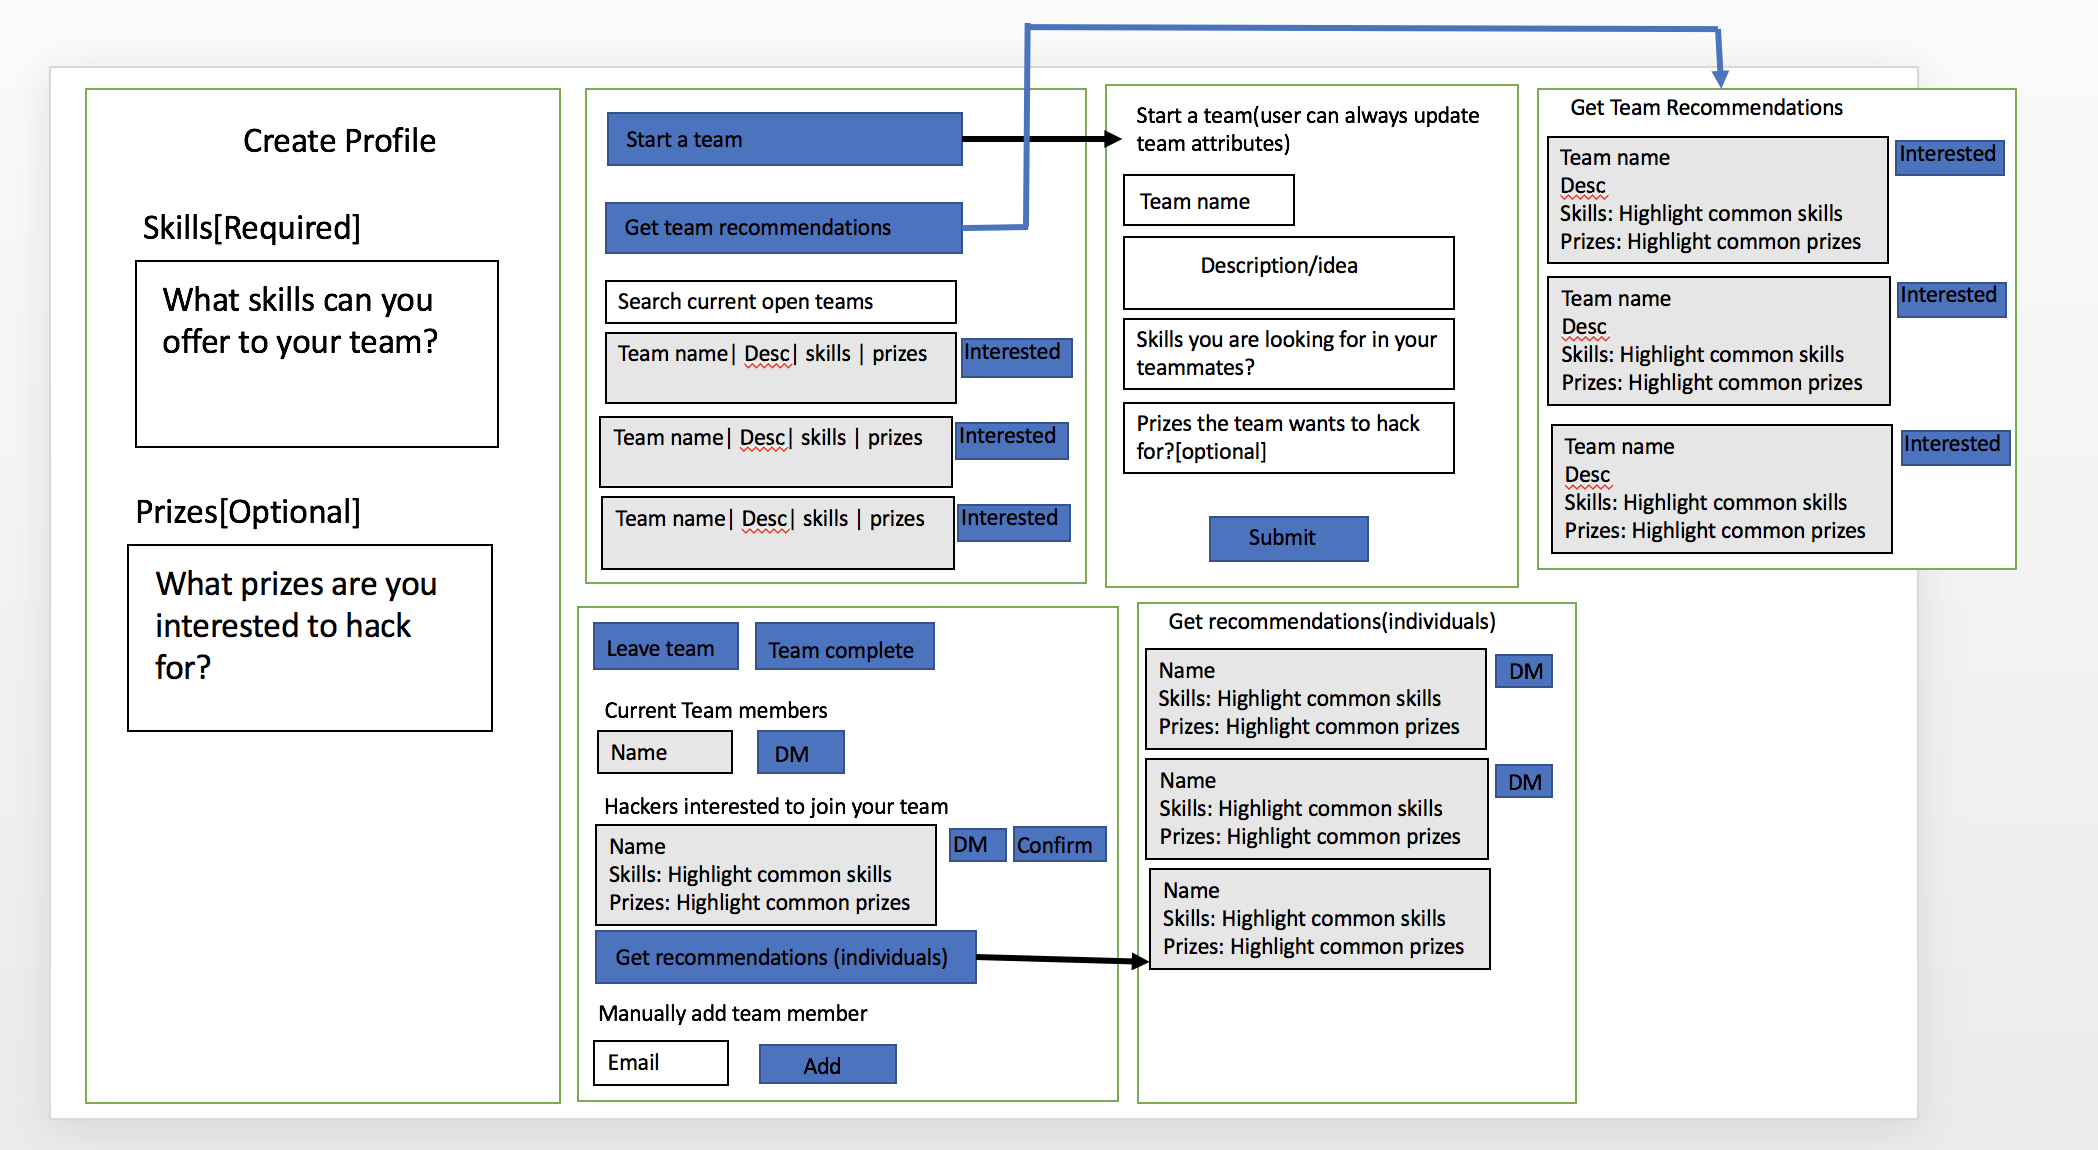 Create Profile
Skills[Required]
What skills can you
offer to your team?
Prizes[Optional]
What prizes are you
interested to hack
for?
Start a team
Get team recommendations
Search current open teams
Team name| Desc| skills | prizes
Interested
Team name| Desc| skills | prizes
Interested
Team name| Desc| skills | prizes
Interested
Start a team(user can always update
team attributes)
Team name
Description/idea
Skills you are looking for in your
teammates?
Prizes the team wants to hack
for?[optional]
Submit
Get Team Recommendations
Team name
Desc
Skills: Highlight common skills
Prizes: Highlight common prizes
Interested
Team name
Desc
Skills: Highlight common skills
Prizes: Highlight common prizes
Interested
Team name
Desc
Skills: Highlight common skills
Prizes: Highlight common prizes
Interested
Leave team
Team complete
Current Team members
Name
DM
Hackers interested to join your team
Name
Skills: Highlight common skills
Prizes: Highlight common prizes
DM
Confirm
Get recommendations (individuals)
Manually add team member
Email
Add
Get recommendations(individuals)
Name
Skills: Highlight common skills
Prizes: Highlight common prizes
DM
Name
Skills: Highlight common skills
Prizes: Highlight common prizes
DM
Name
Skills: Highlight common skills
Prizes: Highlight common prizes